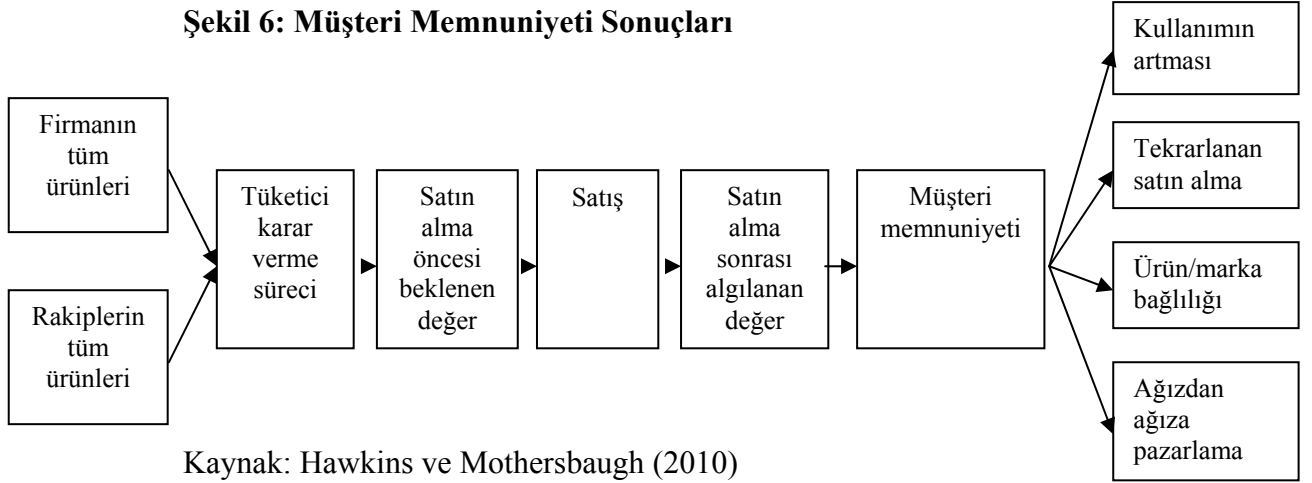 Şekil 6: Müşteri Memnuniyeti Sonuçları
Firmanın
tüm
ürünleri
Rakiplerin
tüm
ürünleri
Tüketici
karar
verme
süreci
Satın
alma
öncesi
beklenen
değer
Satış
Satın
alma
sonrası
algılanan
değer
Müşteri
memnuniyeti
Kullanımın
artması
Tekrarlanan
satın alma
Ürün/marka
bağlılığı
Ağızdan
ağıza
pazarlama
Kaynak: Hawkins ve Mothersbaugh (2010)